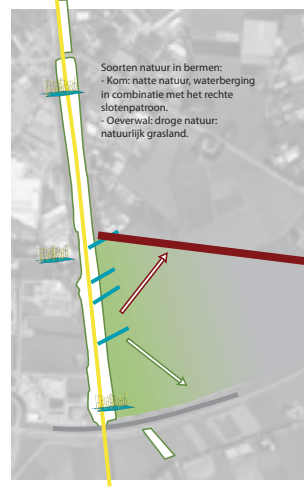 Soorten natuur in bermen:
- Kom: natte natuur, waterberging
in combinatie met het rechte
slotenpatroon.
- Oeverwal: droge natuur:
natuurlijk grasland.